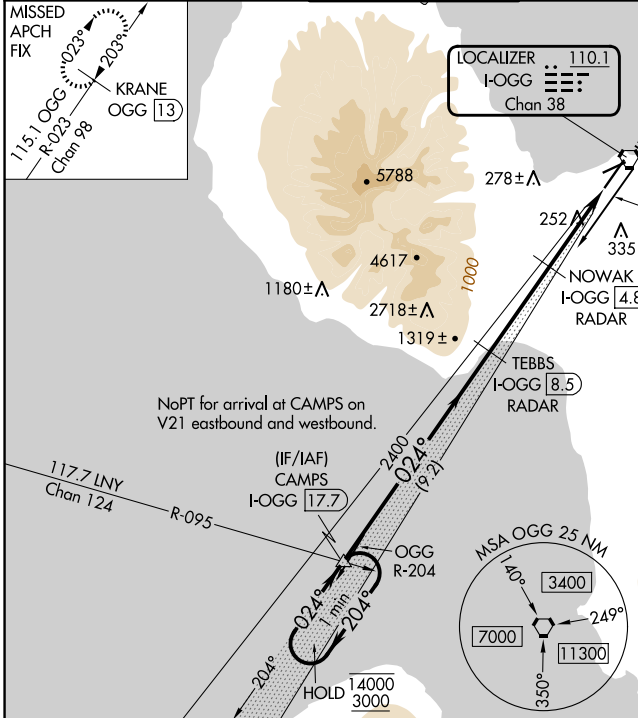 MISSED
APCH
FIX
023°
203°
KRANE
OGG 13
115.1 OGG
R-023
Chan 98
LOCALIZER 110.1
I-OGG
Chan 38
5788
278±
252
335
4617
1000
1180±
2718±
1319±
NOWAK
I-OGG 4.8
RADAR
TEBBS
I-OGG 8.5
RADAR
NoPT for arrival at CAMPS on
V21 eastbound and westbound.
2400
024°
(9.2)
(IF/IAF)
CAMPS
I-OGG 17.7
117.7 LNY
Chan 124
R-095
OGG
R-204
024°
1 min
204°
204°
HOLD
14000
3000
MSA OGG 25 NM
140°
3400
249°
7000
11300
350°